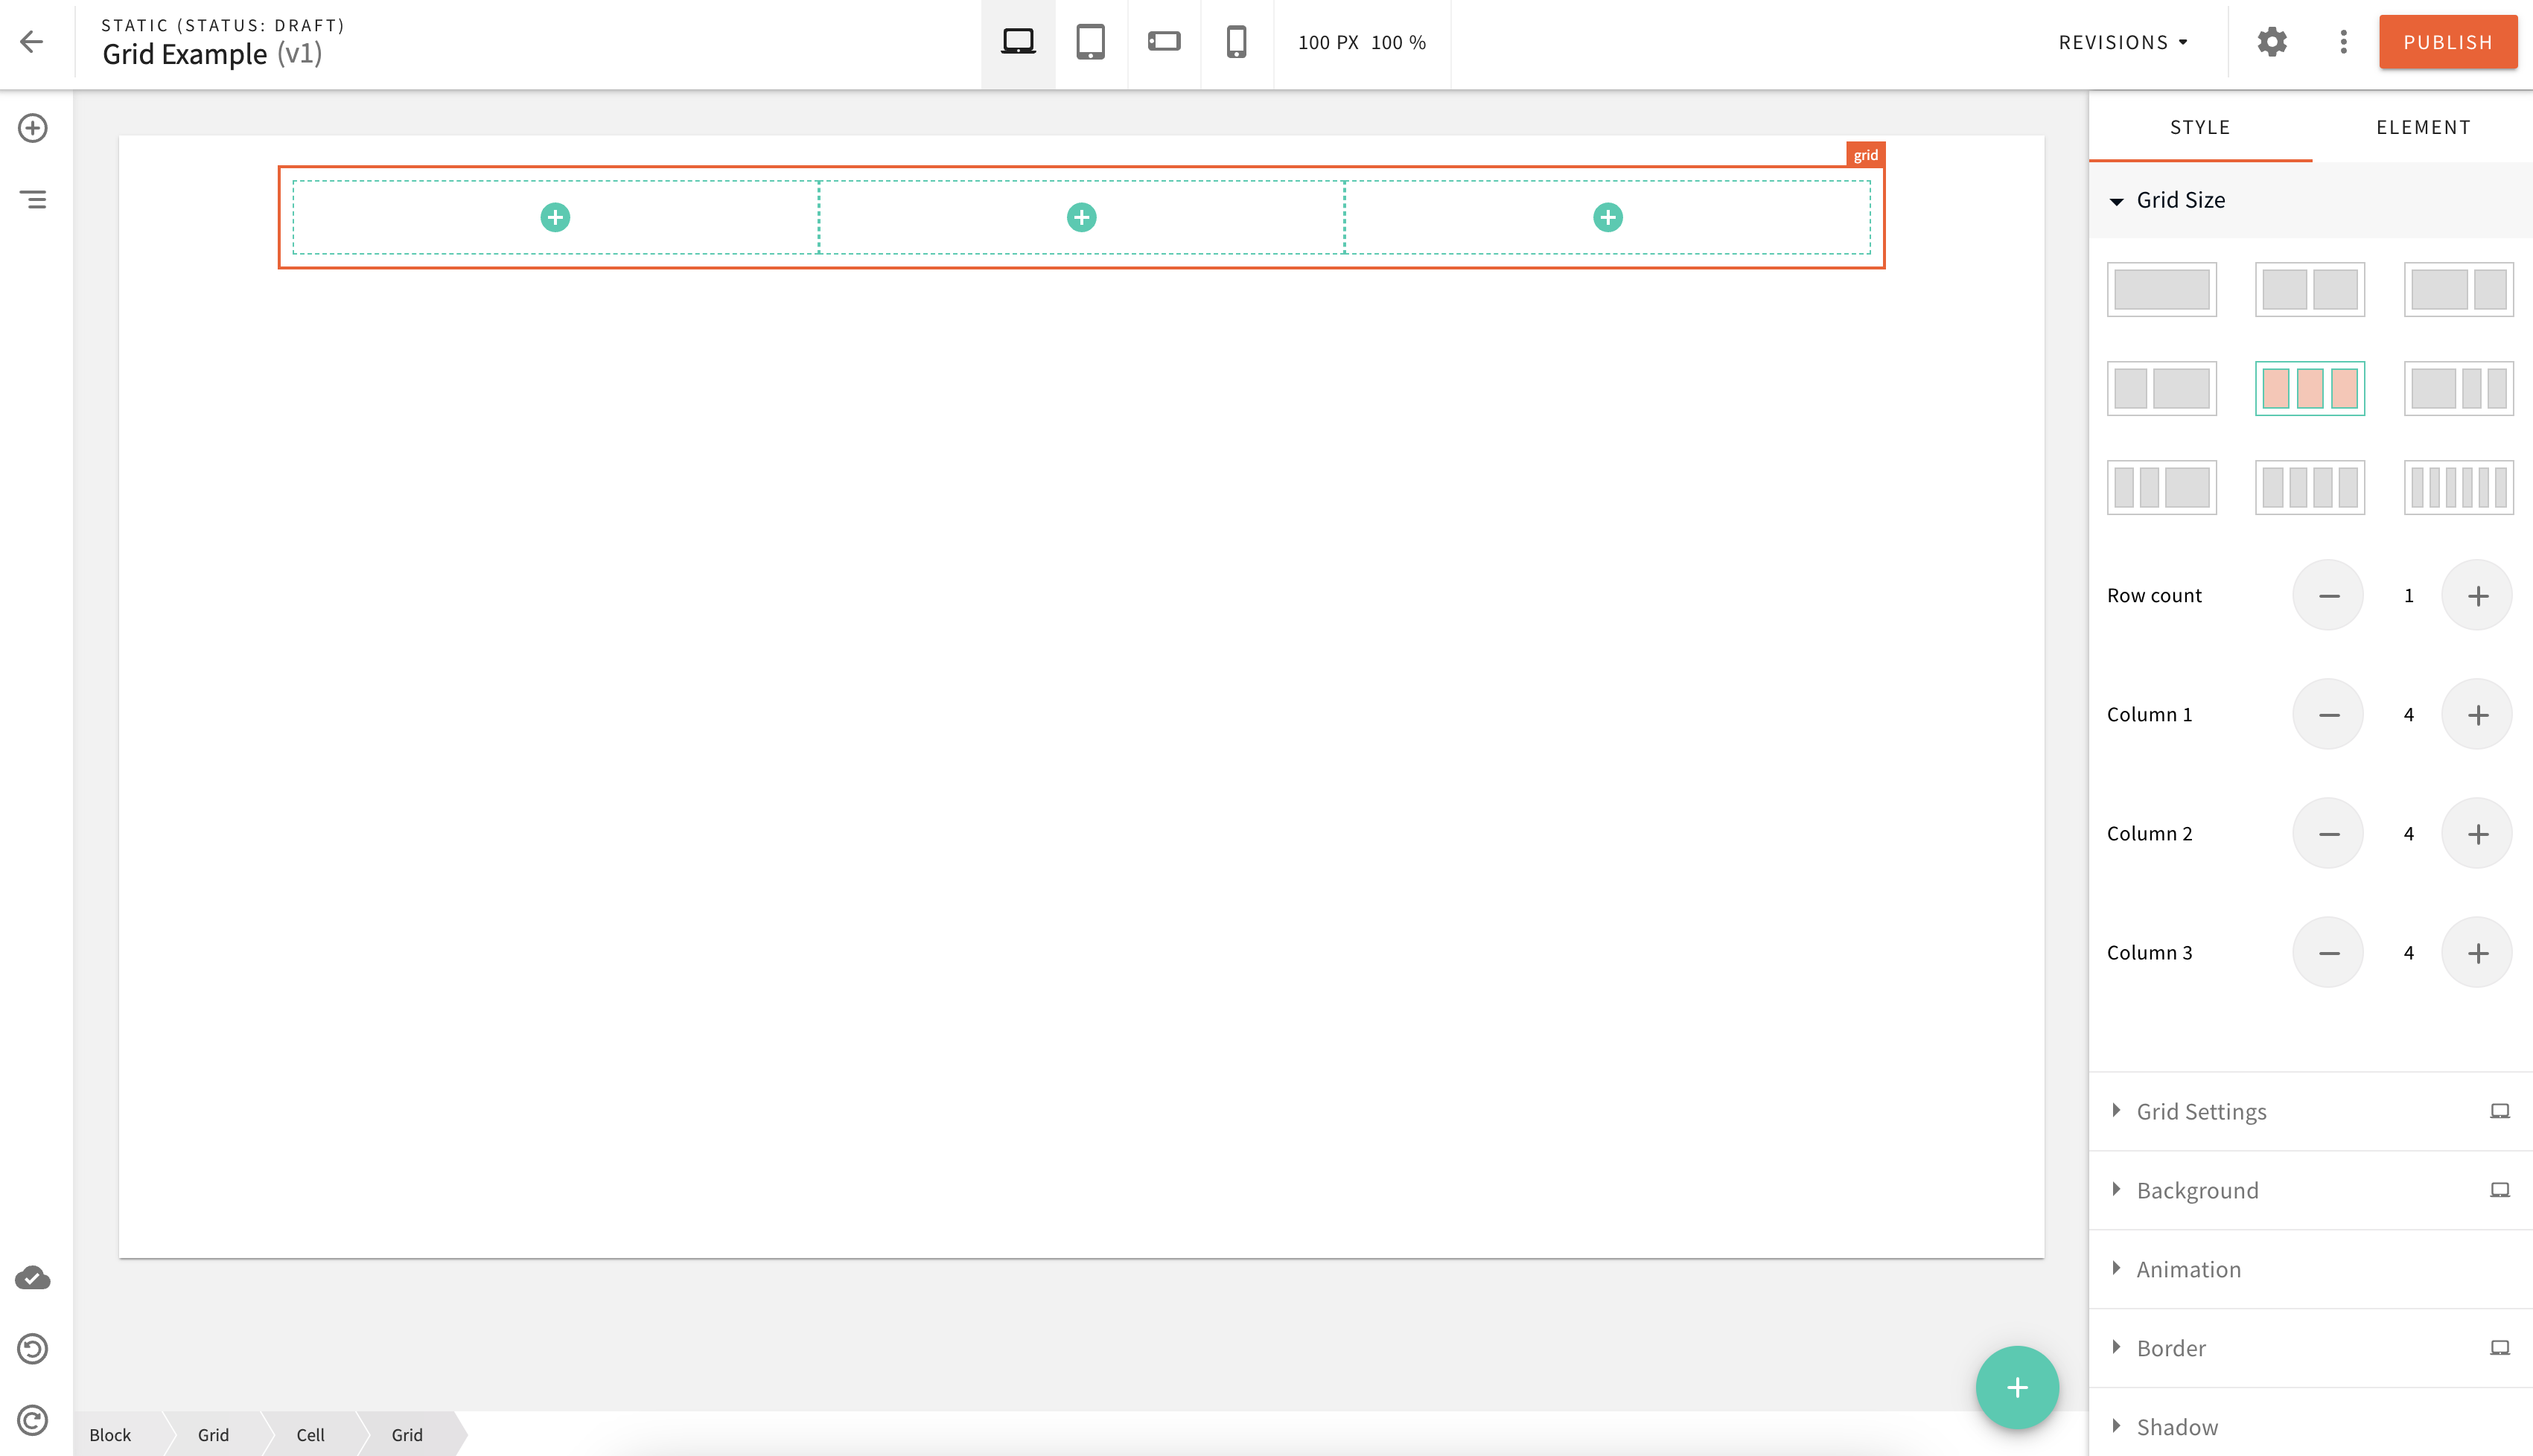 STATIC (STATUS: DRAFT)
Grid Example (v1)
100 PX 100 %
REVISIONS
PUBLISH
STYLE
ELEMENT
grid
Grid Size
Row count 1
Column 1 4
Column 2 4
Column 3 4
Grid Settings
Background
Animation
Border
Shadow
Block Grid Cell Grid